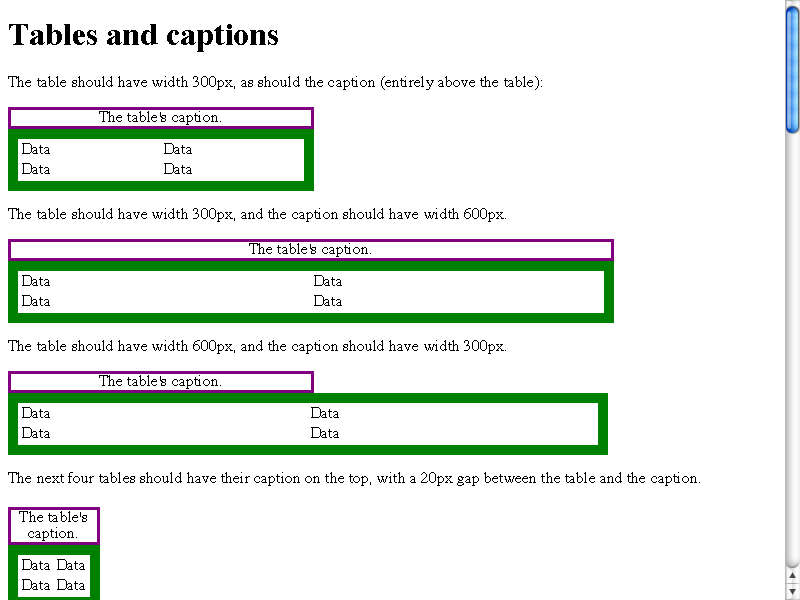 Tables and captions
The table should have width 300px, as should the caption (entirely above the table):
The table's caption.
Data Data
Data Data
The table should have width 300px, and the caption should have width 600px.
The table's caption.
Data Data
Data Data
The table should have width 600px, and the caption should have width 300px.
The table's caption.
Data Data
Data Data
The next four tables should have their caption on the top, with a 20px gap between the table and the caption.
The table's
caption.
Data Data
Data Data